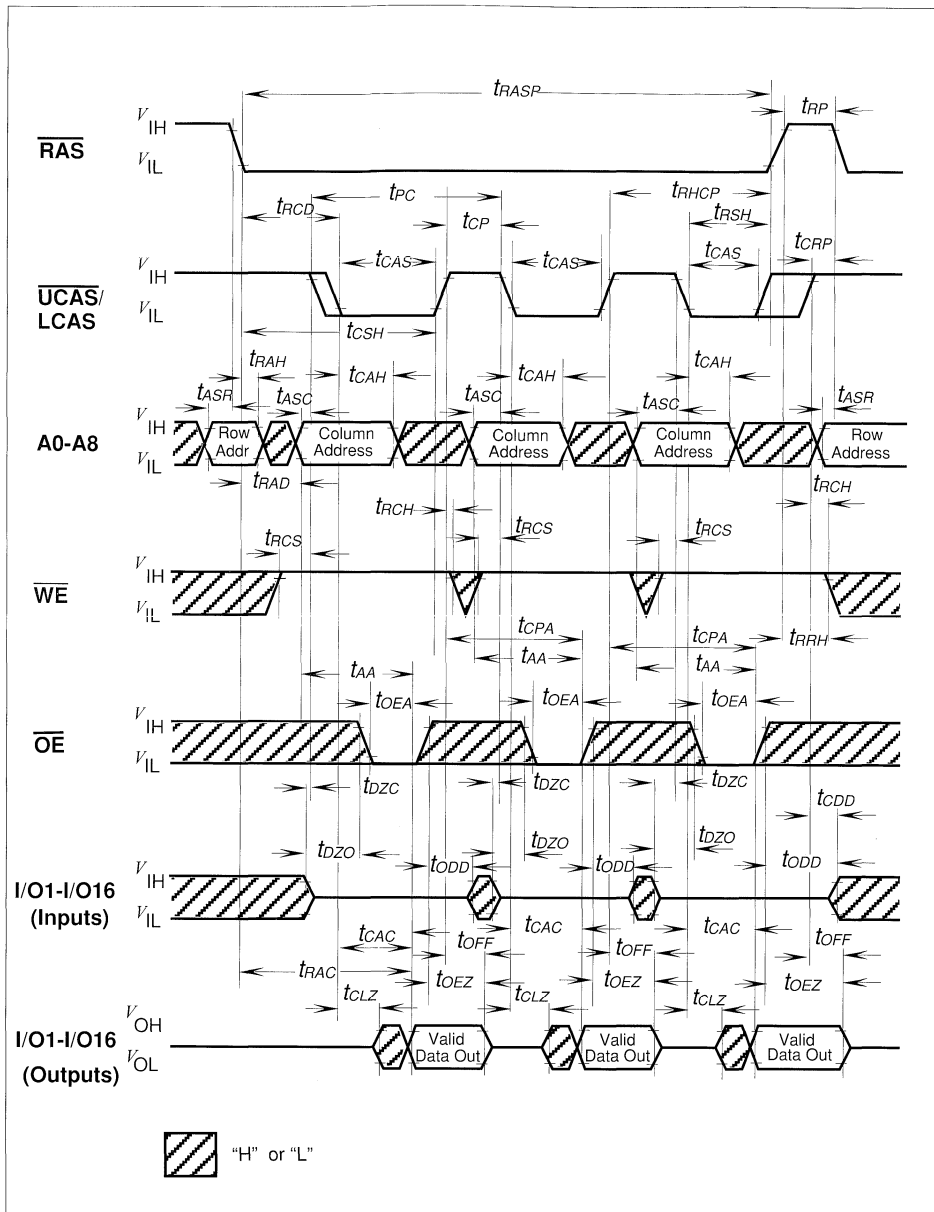 tRASP
tRP
VIH
RAS
VIL
tPC
tRHCP
tRCD
tCP
tRSH
tCRP
tCAS
tCAS
tCAS
VIH
UCAS/
LCAS
VIL
tCSH
tRAH
tCAH
tCAH
tCAH
tASR
tASC
tASC
tASC
tASR
VIH
A0-A8
Row
Addr
Column
Address
Column
Address
Column
Address
Row
Address
VIL
tRAD
tRCH
tRCH
tRCS
tRCS
tRCS
VIH
WE
VIL
tCPA
tCPA
tRRH
tAA
tAA
tAA
tOEA
tOEA
tOEA
VIH
OE
VIL
tDZC
tDZC
tDZC
tCDD
tDZO
tDZO
tDZO
tODD
tODD
tODD
VIH
I/O1-I/O16
(Inputs)
VIL
tCAC
tCAC
tCAC
tOFF
tOFF
tOFF
tRAC
tOEZ
tOEZ
tOEZ
tCLZ
tCLZ
tCLZ
VOH
I/O1-I/O16
(Outputs)
VOL
Valid
Data Out
Valid
Data Out
Valid
Data Out
“H” or “L”